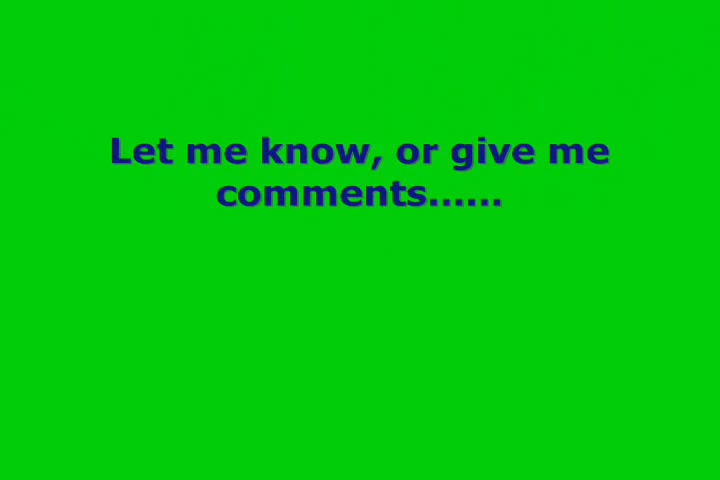 Let me know, or give me
comments......